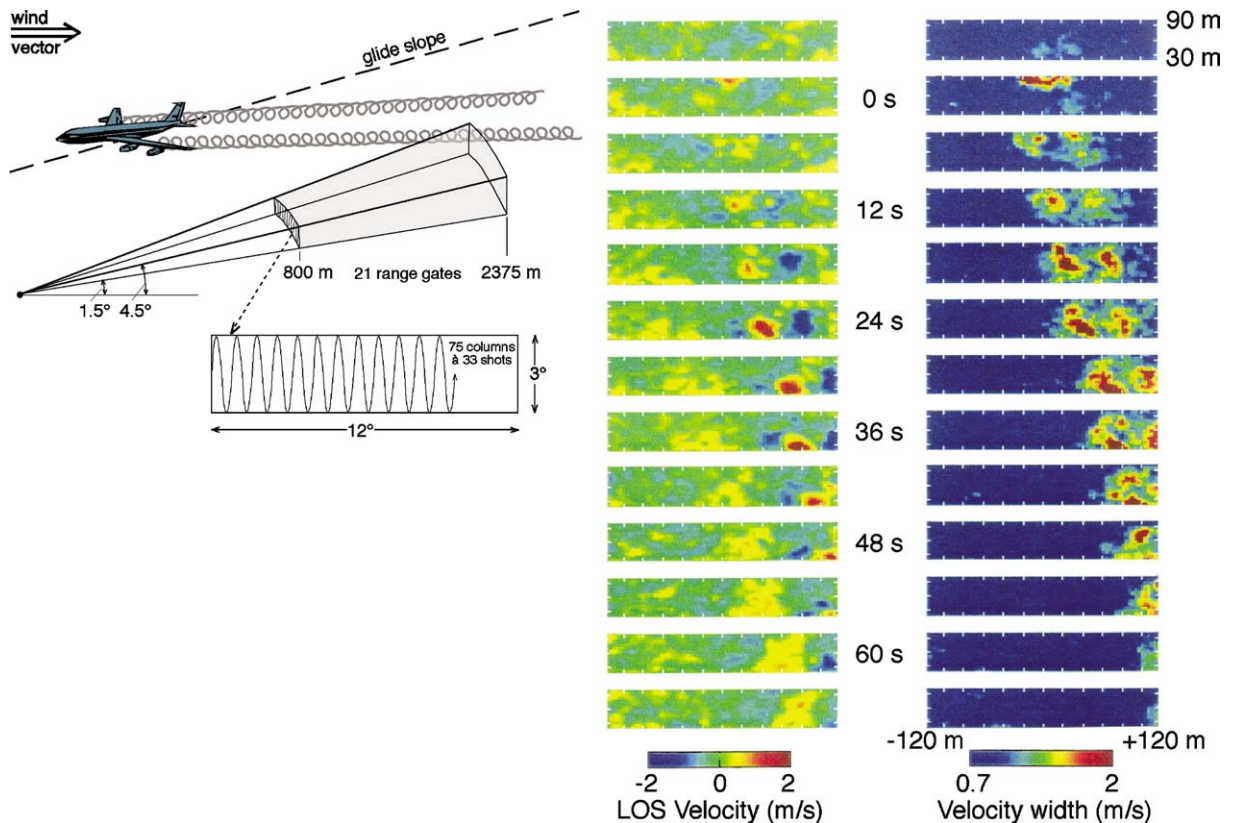 wind
vector
glide slope
800 m
21 range gates
2375 m
1.5°
4.5°
75 columns
à 33 shots
3°
12°
90 m
30 m
0 s
12 s
24 s
36 s
48 s
60 s
-120 m
+120 m
-2
0
2
LOS Velocity (m/s)
0.7
2
Velocity width (m/s)